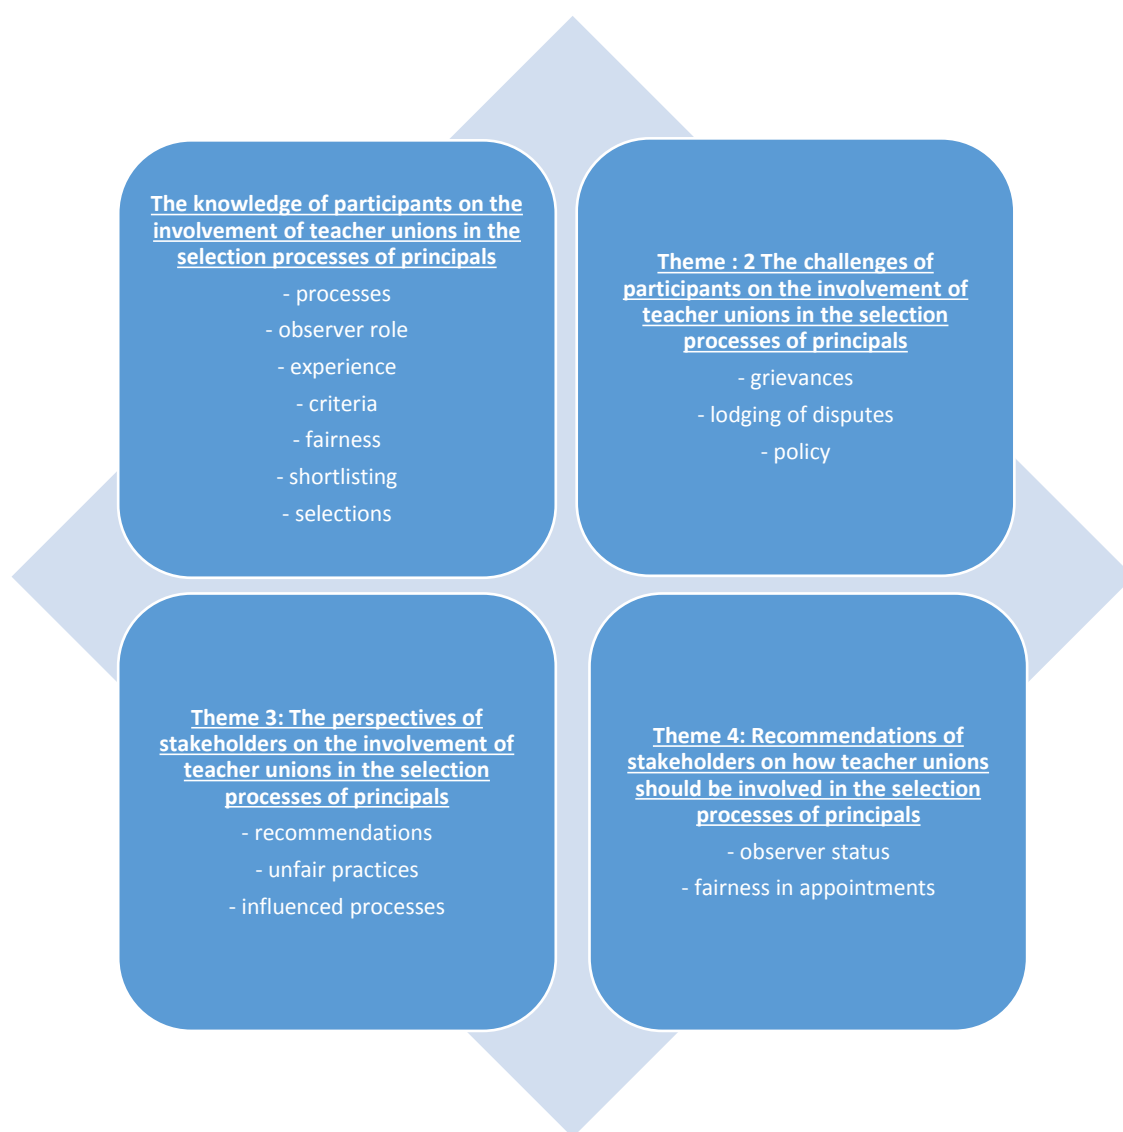 The knowledge of participants on the
involvement of teacher unions in the
selection processes of principals
- processes
- observer role
- experience
- criteria
- fairness
- shortlisting
- selections
Theme : 2 The challenges of
participants on the involvement of
teacher unions in the selection
processes of principals
- grievances
- lodging of disputes
- policy
Theme 3: The perspectives of
stakeholders on the involvement of
teacher unions in the selection
processes of principals
- recommendations
- unfair practices
- influenced processes
Theme 4: Recommendations of
stakeholders on how teacher unions
should be involved in the selection
processes of principals
- observer status
- fairness in appointments